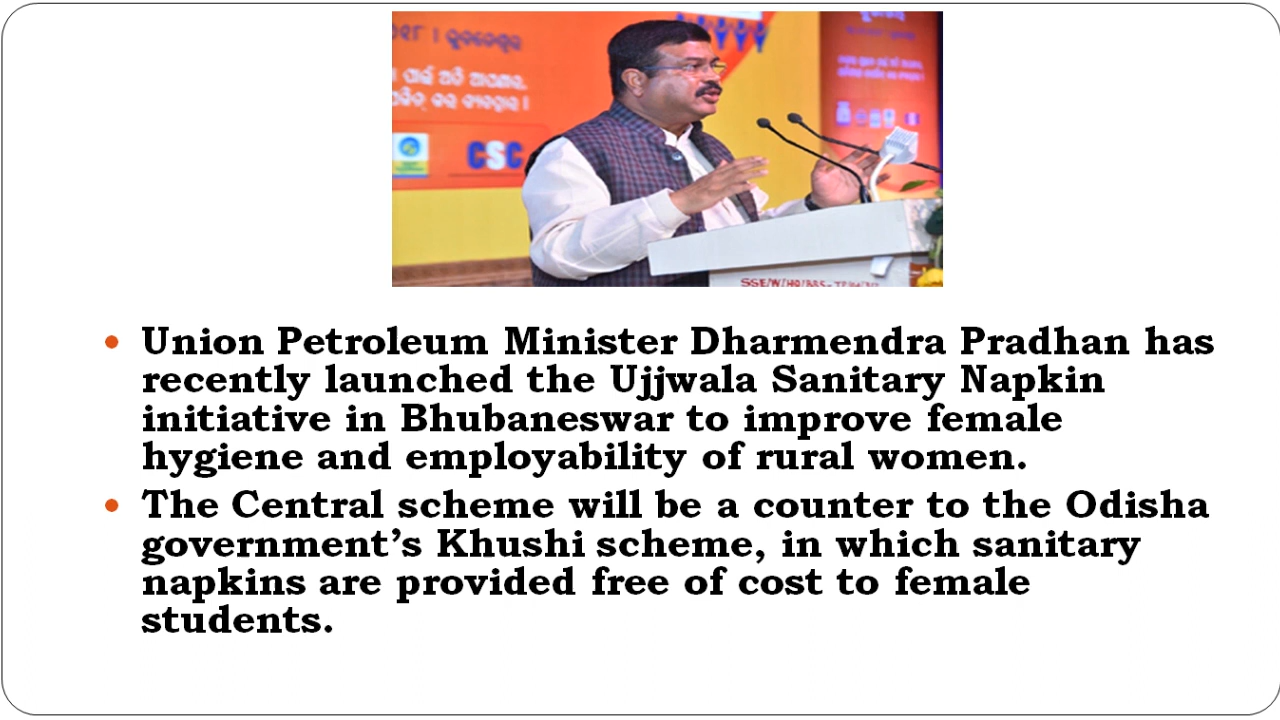 CSC
Union Petroleum Minister Dharmendra Pradhan has
recently launched the Ujjwala Sanitary Napkin
initiative in Bhubaneswar to improve female
hygiene and employability of rural women.
The Central scheme will be a counter to the Odisha
government’s Khushi scheme, in which sanitary
napkins are provided free of cost to female
students.